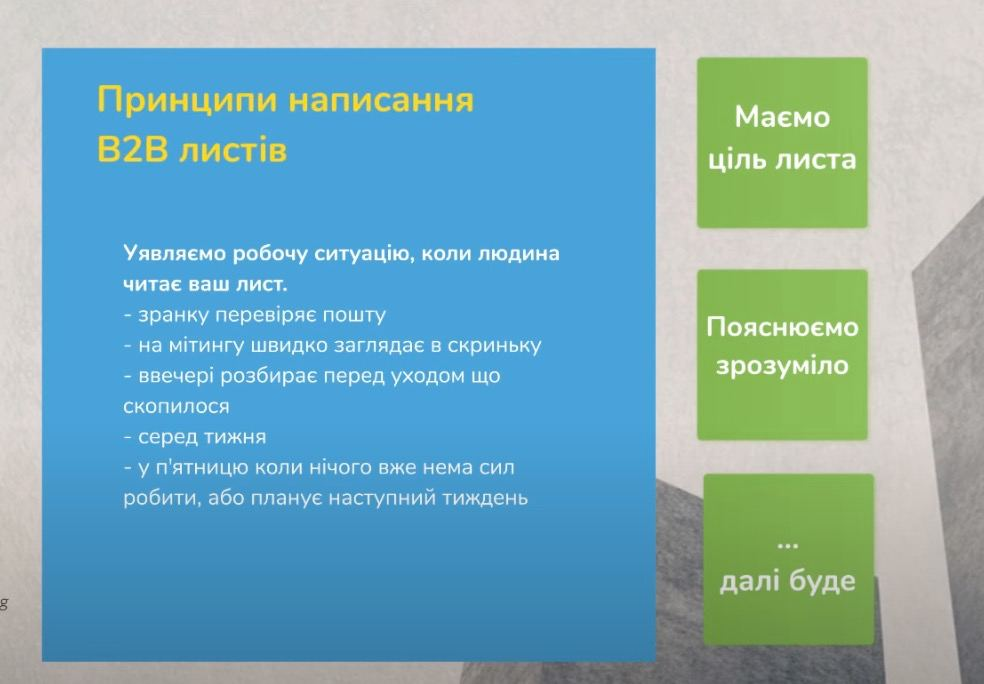 Принципи написання
B2B листів
Уявляємо робочу ситуацію, коли людина
читає ваш лист.
- зранку перевіряє пошту
- на мітингу швидко заглядає в скриньку
- ввечері розбирає перед уходом що
скопилося
- серед тижня
- у п'ятницю коли нічого вже нема сил
робити, або планує наступний тиждень
Маємо
ціль листа
Пояснюємо
зрозуміло
...
далі буде
g